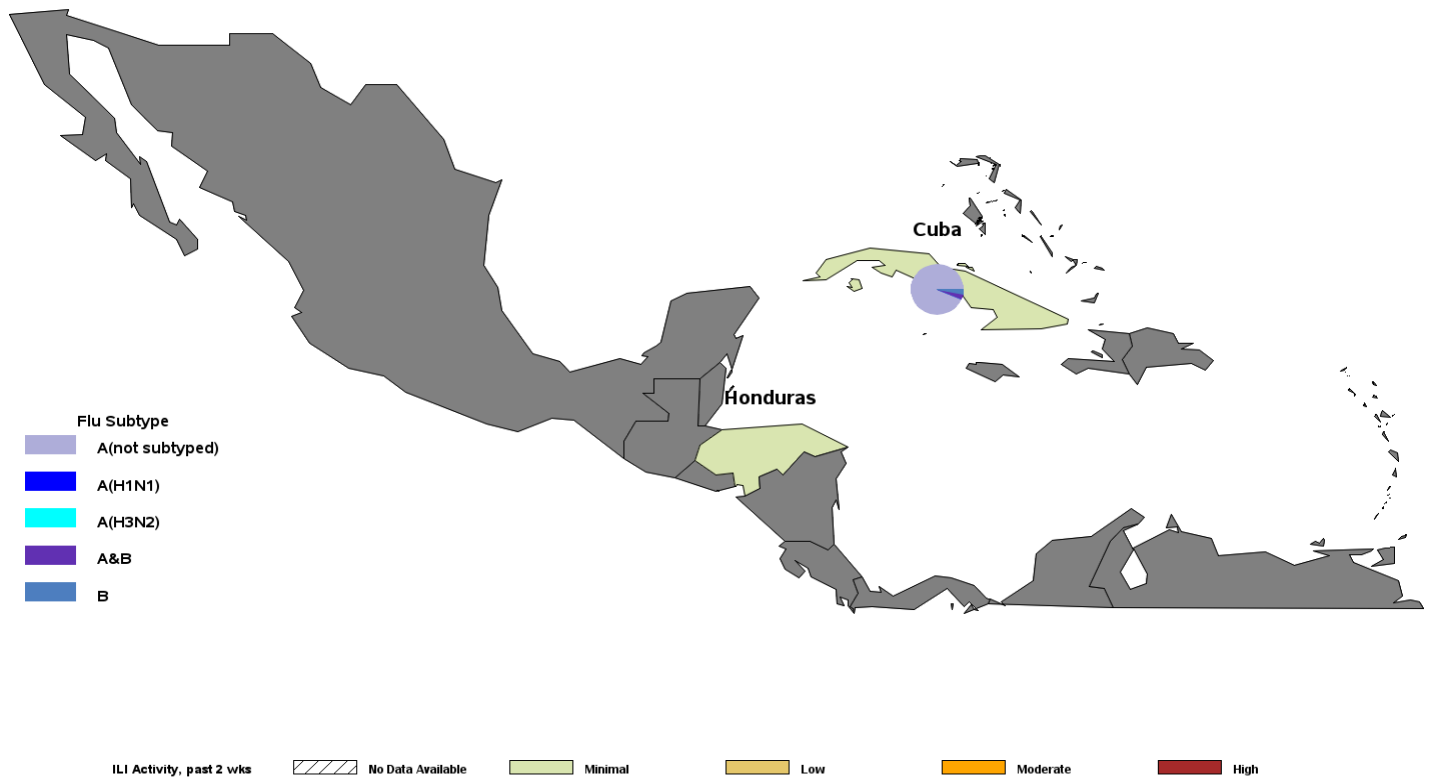 Cuba
Honduras
Flu Subtype
A(not subtyped)
A(H1N1)
A(H3N2)
A&B
B
ILI Activity, past 2 wks No Data Available Minimal Low Moderate High